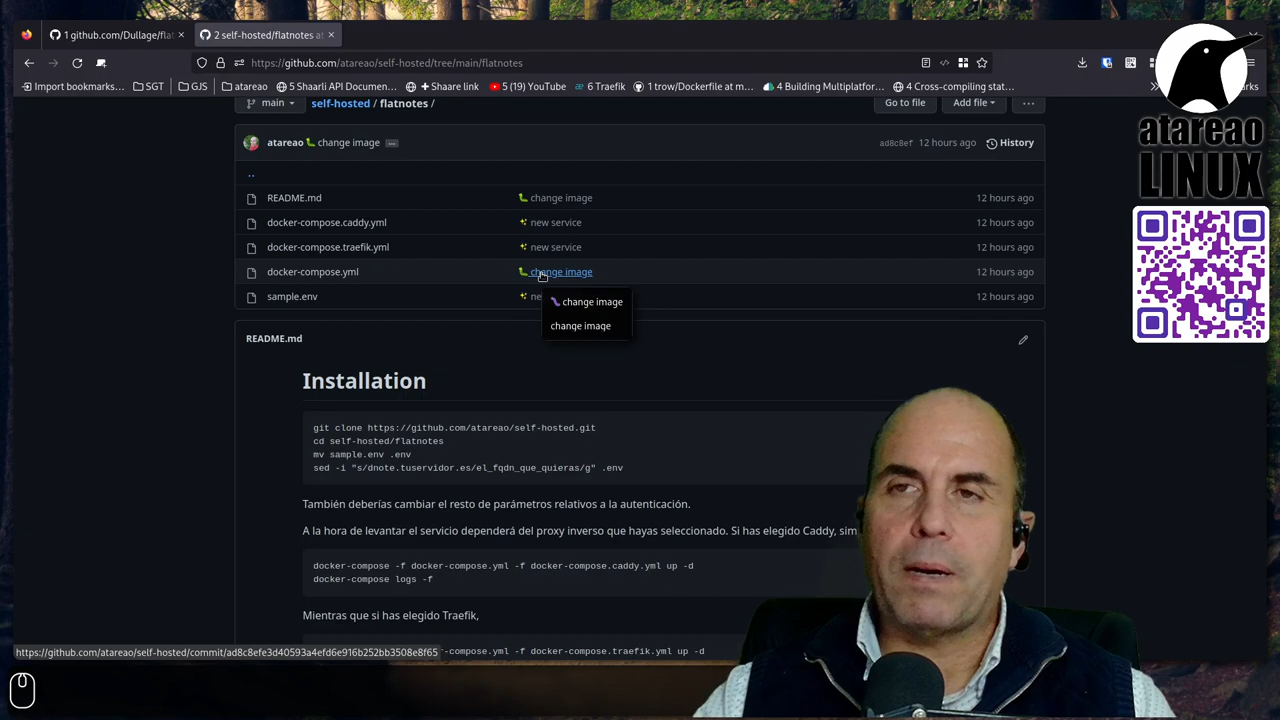 1 github.com/Dullage/flat
2 self-hosted/flatnotes at
https://github.com/atareao/self-hosted/tree/main/flatnotes
Import bookmarks...
SGT
GJS
atareao
5 Shaarli API Documen...
Shaare link
5 (19) YouTube
6 Traefik
1 trow/Dockerfile at m...
4 Building Multiplatfor...
4 Cross-compiling stat...
main
self-hosted / flatnotes /
Go to file
Add file
atareao change image
ad8c8ef 12 hours ago
History
..
README.md change image 12 hours ago
docker-compose.caddy.yml new service 12 hours ago
docker-compose.traefik.yml new service 12 hours ago
docker-compose.yml change image 12 hours ago
sample.env 12 hours ago
change image
change image
README.md
Installation
git clone https://github.com/atareao/self-hosted.git
cd self-hosted/flatnotes
mv sample.env .env
sed -i "s/dnote.tuservidor.es/el_fqdn_que_quieras/g" .env
También deberías cambiar el resto de parámetros relativos a la autenticación.
A la hora de levantar el servicio dependerá del proxy inverso que hayas seleccionado. Si has elegido Caddy, sim
docker-compose -f docker-compose.yml -f docker-compose.caddy.yml up -d
docker-compose logs -f
Mientras que si has elegido Traefik,
-compose.yml -f docker-compose.traefik.yml up -d
https://github.com/atareao/self-hosted/commit/ad8c8efe3d40593a4efd6e916b252bb3508e8f65
atareao
LINUX